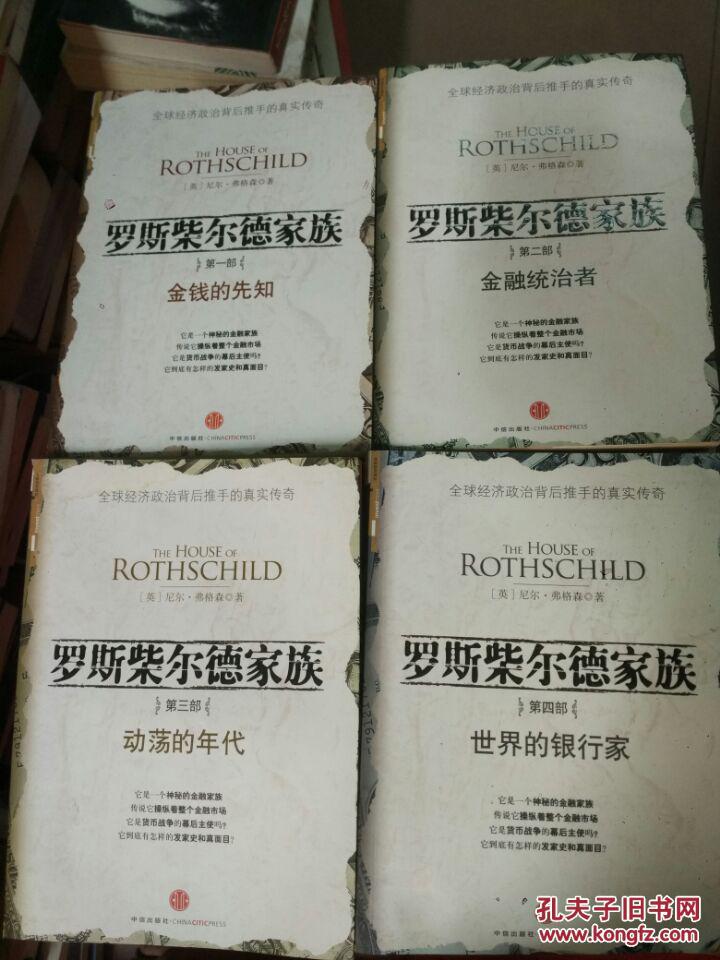 全球经济政治背后推手的真实传奇
THE HOUSE OF
ROTHSCHILD
[英]尼尔·弗格森◎著
罗斯柴尔德家族
第一部
金钱的先知
它是一个神秘的金融家族
传说它操纵着整个金融市场
它是货币战争的幕后主使吗?
它到底有怎样的发家史和真面目?
中信出版社·CHINACITICPRESS
全球经济政治背后推手的真实传奇
THE HOUSE OF
ROTHSCHILD
[英]尼尔·弗格森◎著
罗斯柴尔德家族
第二部
金融统治者
它是一个神秘的金融家族
传说它操纵着整个金融市场
它是货币战争的幕后主使吗?
它到底有怎样的发家史和真面目?
中信出版社·CHINACITICPRESS
全球经济政治背后推手的真实传奇
THE HOUSE OF
ROTHSCHILD
[英]尼尔·弗格森◎著
罗斯柴尔德家族
第三部
动荡的年代
它是一个神秘的金融家族
传说它操纵着整个金融市场
它是货币战争的幕后主使吗?
它到底有怎样的发家史和真面目?
中信出版社·CHINACITICPRESS
全球经济政治背后推手的真实传奇
THE HOUSE OF
ROTHSCHILD
[英]尼尔·弗格森◎著
罗斯柴尔德家族
第四部
世界的银行家
它是一个神秘的金融家族
传说它操纵着整个金融市场
它是货币战争的幕后主使吗?
它到底有怎样的发家史和真面目?
中信出版社·CHINACITICPRESS
孔夫子旧书网
www.kongfz.com